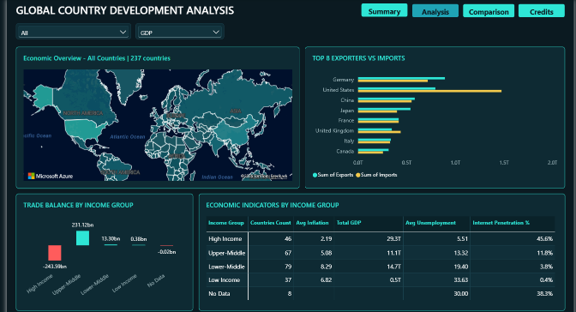 GLOBAL COUNTRY DEVELOPMENT ANALYSIS
Summary
Analysis
Comparison
Credits
All
GDP
Economic Overview - All Countries | 237 countries
Atlantic Ocean
Indian Ocean
Microsoft Azure
TOP 8 EXPORTERS VS IMPORTS
Germany
United States
China
Japan
France
United Kingdom
Italy
Canada
0.0T 0.5T 1.0T 1.5T 2.0T
Sum of Exports Sum of Imports
TRADE BALANCE BY INCOME GROUP
231.12bn
13.30bn
0.38bn
-0.02bn
-243.59bn
High Income
Upper-Middle
Lower-Middle
Low Income
No Data
ECONOMIC INDICATORS BY INCOME GROUP
Income Group Countries Count Avg Inflation Total GDP Avg Unemployment Internet Penetration %
High Income 46 2.19 29.3T 5.51 45.6%
Upper-Middle 67 5.08 11.1T 13.32 11.8%
Lower-Middle 79 8.29 14.7T 19.40 3.8%
Low Income 37 6.82 0.5T 33.63 0.4%
No Data 8 30.00 38.3%